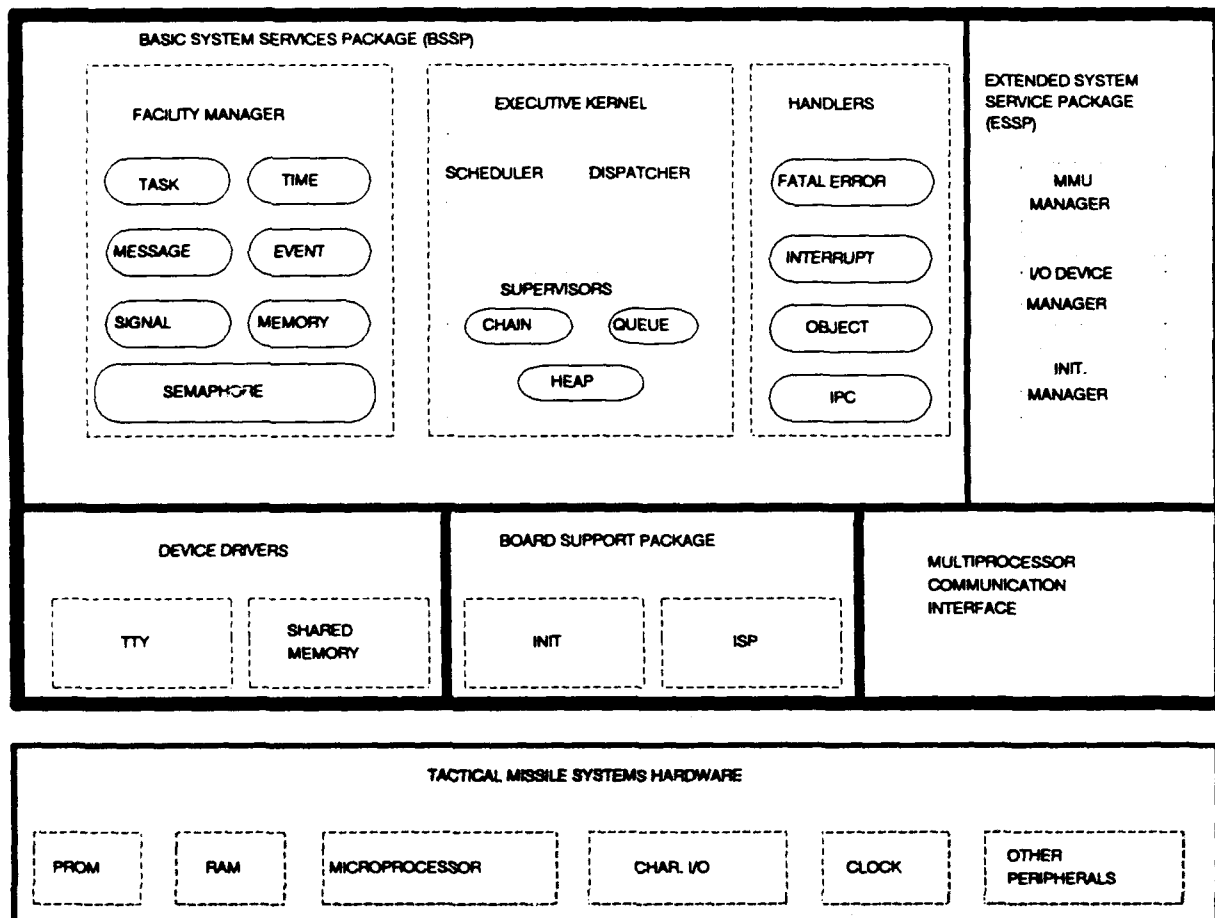 BASIC SYSTEM SERVICES PACKAGE (BSSP)
FACILITY MANAGER
TASK
TIME
MESSAGE
EVENT
SIGNAL
MEMORY
SEMAPHORE
EXECUTIVE KERNEL
SCHEDULER
DISPATCHER
SUPERVISORS
CHAIN
QUEUE
HEAP
HANDLERS
FATAL ERROR
INTERRUPT
OBJECT
IPC
EXTENDED SYSTEM
SERVICE PACKAGE
(ESSP)
MMU
MANAGER
I/O DEVICE
MANAGER
INIT.
MANAGER
DEVICE DRIVERS
TTY
SHARED
MEMORY
BOARD SUPPORT PACKAGE
INIT
ISP
MULTIPROCESSOR
COMMUNICATION
INTERFACE
TACTICAL MISSILE SYSTEMS HARDWARE
PROM
RAM
MICROPROCESSOR
CHAR. I/O
CLOCK
OTHER
PERIPHERALS